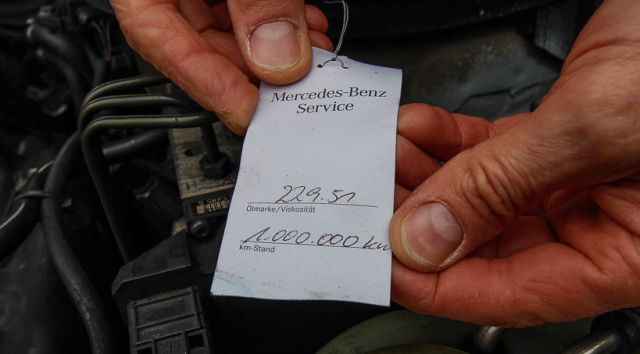 Mercedes-Benz
Service
229.51
Ölmarke/Viskosität
1.000.000 km
km-Stand